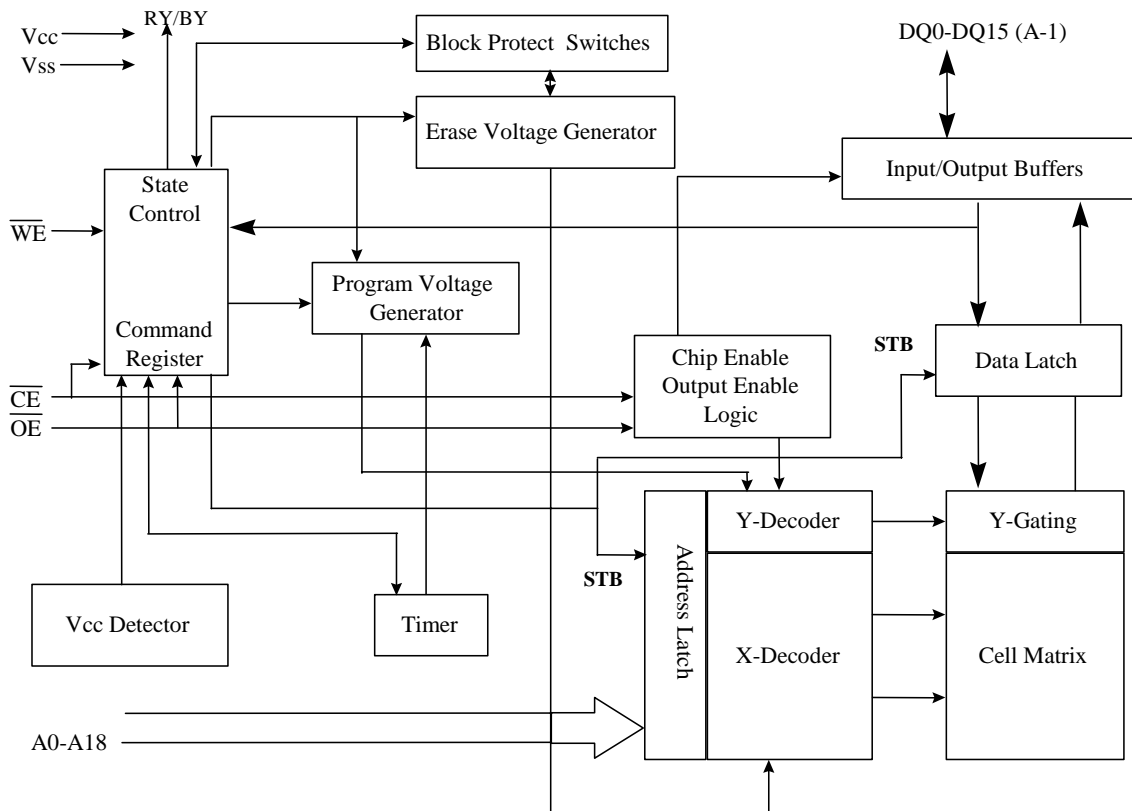 RY/BY
Vcc
Vss
Block Protect Switches
DQ0-DQ15 (A-1)
Erase Voltage Generator
Input/Output Buffers
State
Control
WE
Program Voltage
Generator
Command
Register
STB
Chip Enable
Output Enable
Logic
Data Latch
CE
OE
Y-Decoder
Y-Gating
Address Latch
STB
Vcc Detector
Timer
X-Decoder
Cell Matrix
A0-A18